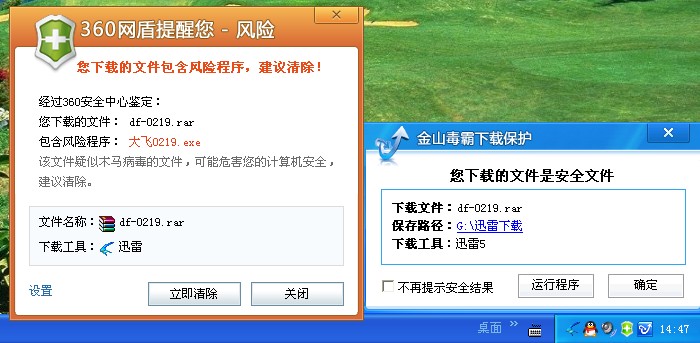 360网盾提醒您 - 风险
您下载的文件包含风险程序，建议清除！
经过360安全中心鉴定：
您下载的文件： df-0219.rar
包含风险程序： 大飞0219.exe
该文件疑似木马病毒的文件，可能危害您的计算机安全，
建议清除。
文件名称： df-0219.rar
下载工具： 迅雷
设置
立即清除
关闭
金山毒霸下载保护
您下载的文件是安全文件
下载文件：df-0219.rar
保存路径：G:\迅雷下载
下载工具：迅雷5
不再提示安全结果
运行程序
确定
桌面 »
14:47